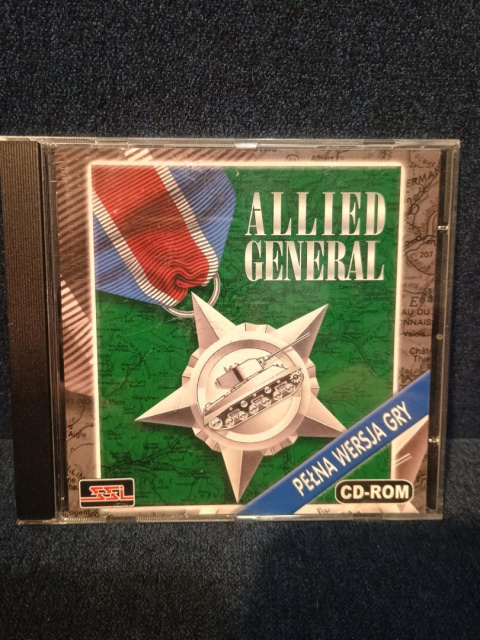 ALLIED
GENERAL
PEŁNA WERSJA GRY
SSI
CD-ROM